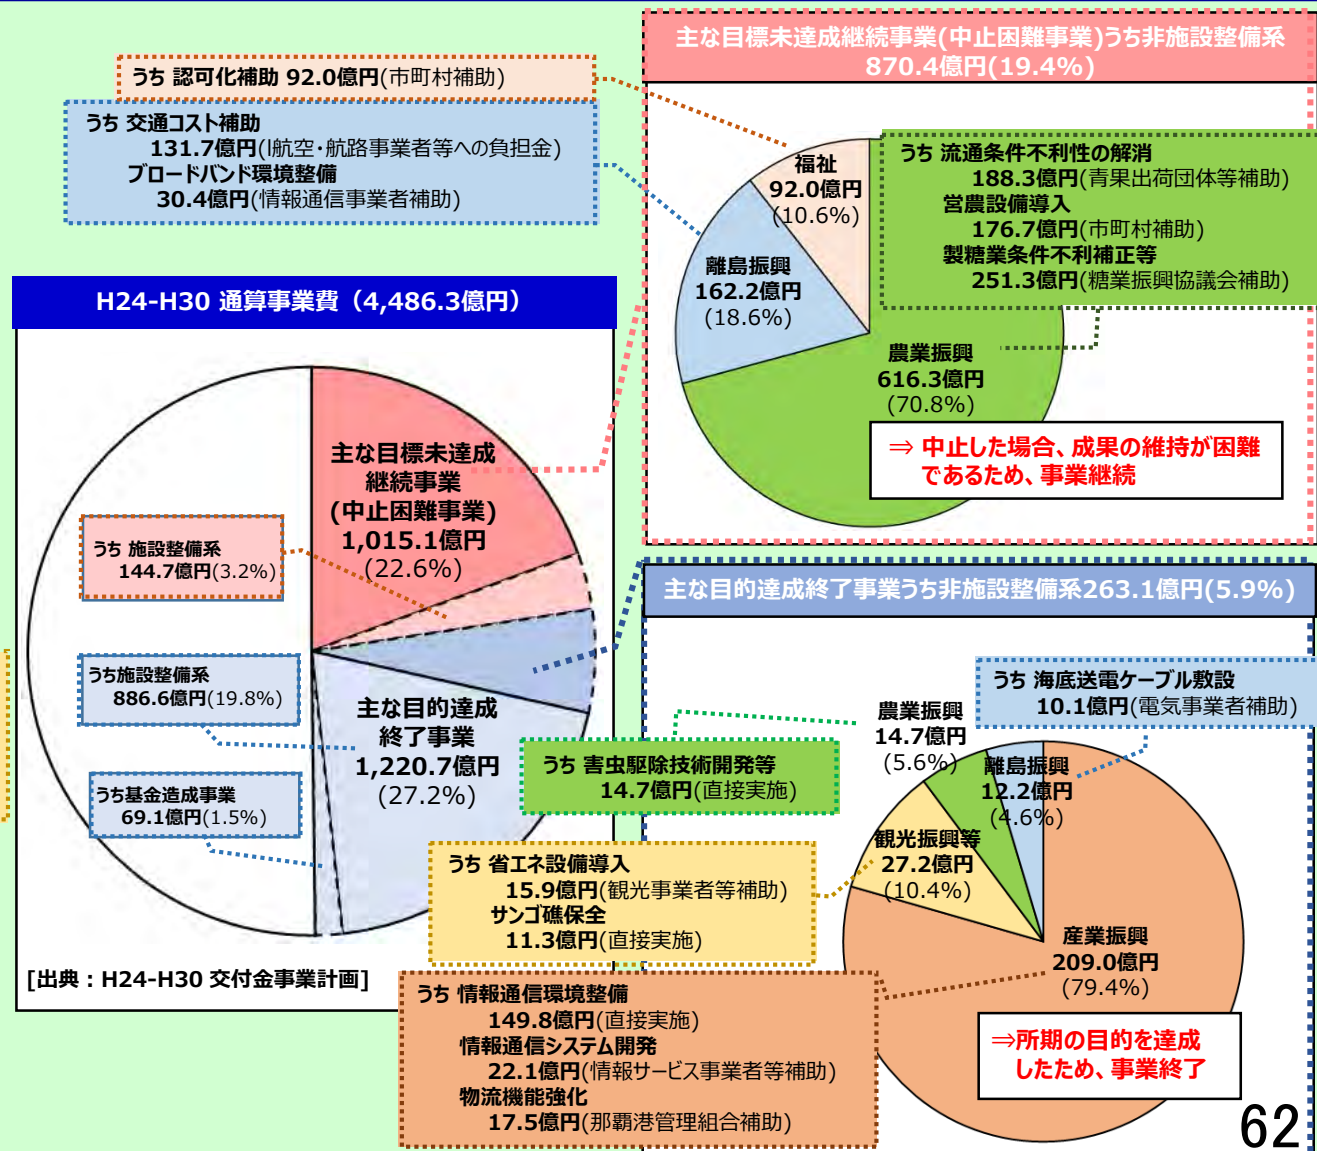 主な目標未達成継続事業(中止困難事業)うち非施設整備系
870.4億円(19.4%)
うち 認可化補助 92.0億円(市町村補助)
うち 交通コスト補助
131.7億円(航空・航路事業者等への負担金)
ブロードバンド環境整備
30.4億円(情報通信事業者補助)
福祉
92.0億円
(10.6%)
離島振興
162.2億円
(18.6%)
うち 流通条件不利性の解消
188.3億円(青果出荷団体等補助)
営農設備導入
176.7億円(市町村補助)
製糖業条件不利補正等
251.3億円(糖業振興協議会補助)
農業振興
616.3億円
(70.8%)
⇒ 中止した場合、成果の維持が困難
であるため、事業継続
H24-H30 通算事業費(4,486.3億円)
主な目標未達成
継続事業
(中止困難事業)
1,015.1億円
(22.6%)
うち 施設整備系
144.7億円(3.2%)
うち施設整備系
886.6億円(19.8%)
うち基金造成事業
69.1億円(1.5%)
主な目的達成
終了事業
1,220.7億円
(27.2%)
[出典:H24-H30 交付金事業計画]
主な目的達成終了事業うち非施設整備系263.1億円(5.9%)
うち 海底送電ケーブル敷設
10.1億円(電気事業者補助)
農業振興
14.7億円
(5.6%)
離島振興
12.2億円
(4.6%)
うち 害虫駆除技術開発等
14.7億円(直接実施)
観光振興等
27.2億円
(10.4%)
うち 省エネ設備導入
15.9億円(観光事業者等補助)
サンゴ礁保全
11.3億円(直接実施)
産業振興
209.0億円
(79.4%)
うち 情報通信環境整備
149.8億円(直接実施)
情報通信システム開発
22.1億円(情報サービス事業者等補助)
物流機能強化
17.5億円(那覇港管理組合補助)
⇒所期の目的を達成
したため、事業終了
62